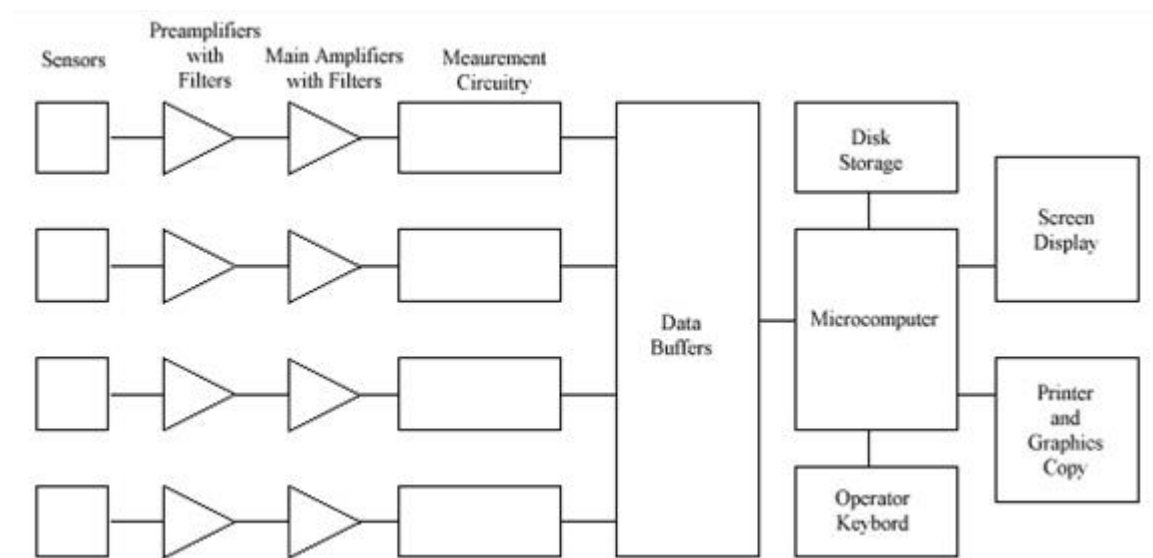 Sensors
Preamplifiers
with
Filters
Main Amplifiers
with Filters
Meaurement
Circuitry
Data
Buffers
Disk
Storage
Microcomputer
Operator
Keybord
Screen
Display
Printer
and
Graphics
Copy